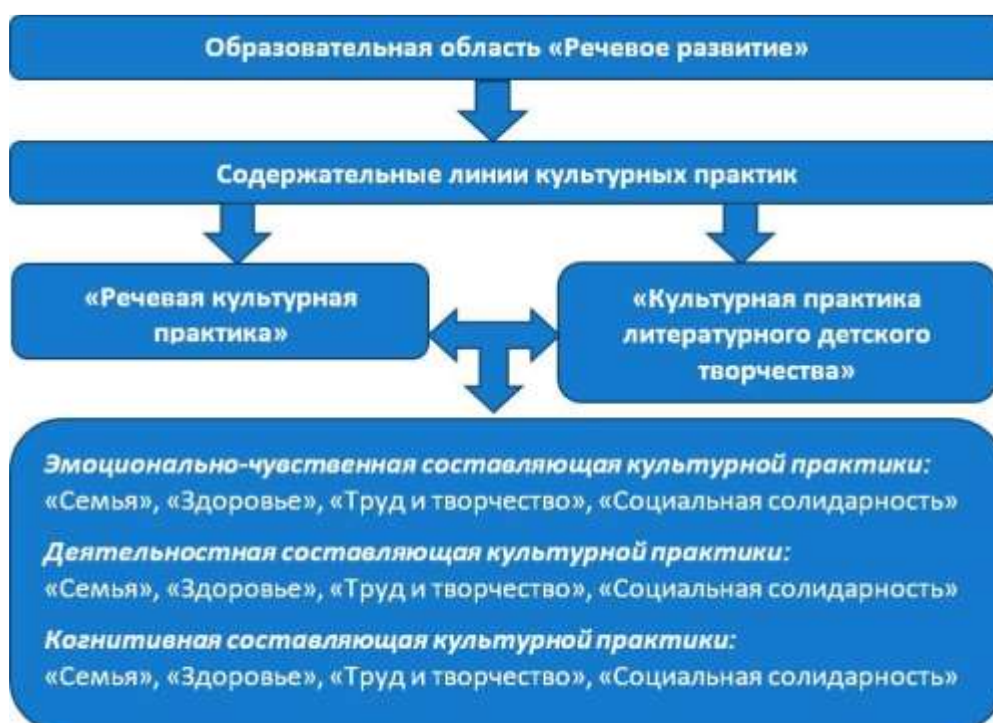 Образовательная область «Речевое развитие»
Содержательные линии культурных практик
«Речевая культурная
практика»
«Культурная практика
литературного детского
творчества»
Эмоционально-чувственная составляющая культурной практики:
«Семья», «Здоровье», «Труд и творчество», «Социальная солидарность»
Деятельностная составляющая культурной практики:
«Семья», «Здоровье», «Труд и творчество», «Социальная солидарность»
Когнитивная составляющая культурной практики:
«Семья», «Здоровье», «Труд и творчество», «Социальная солидарность»